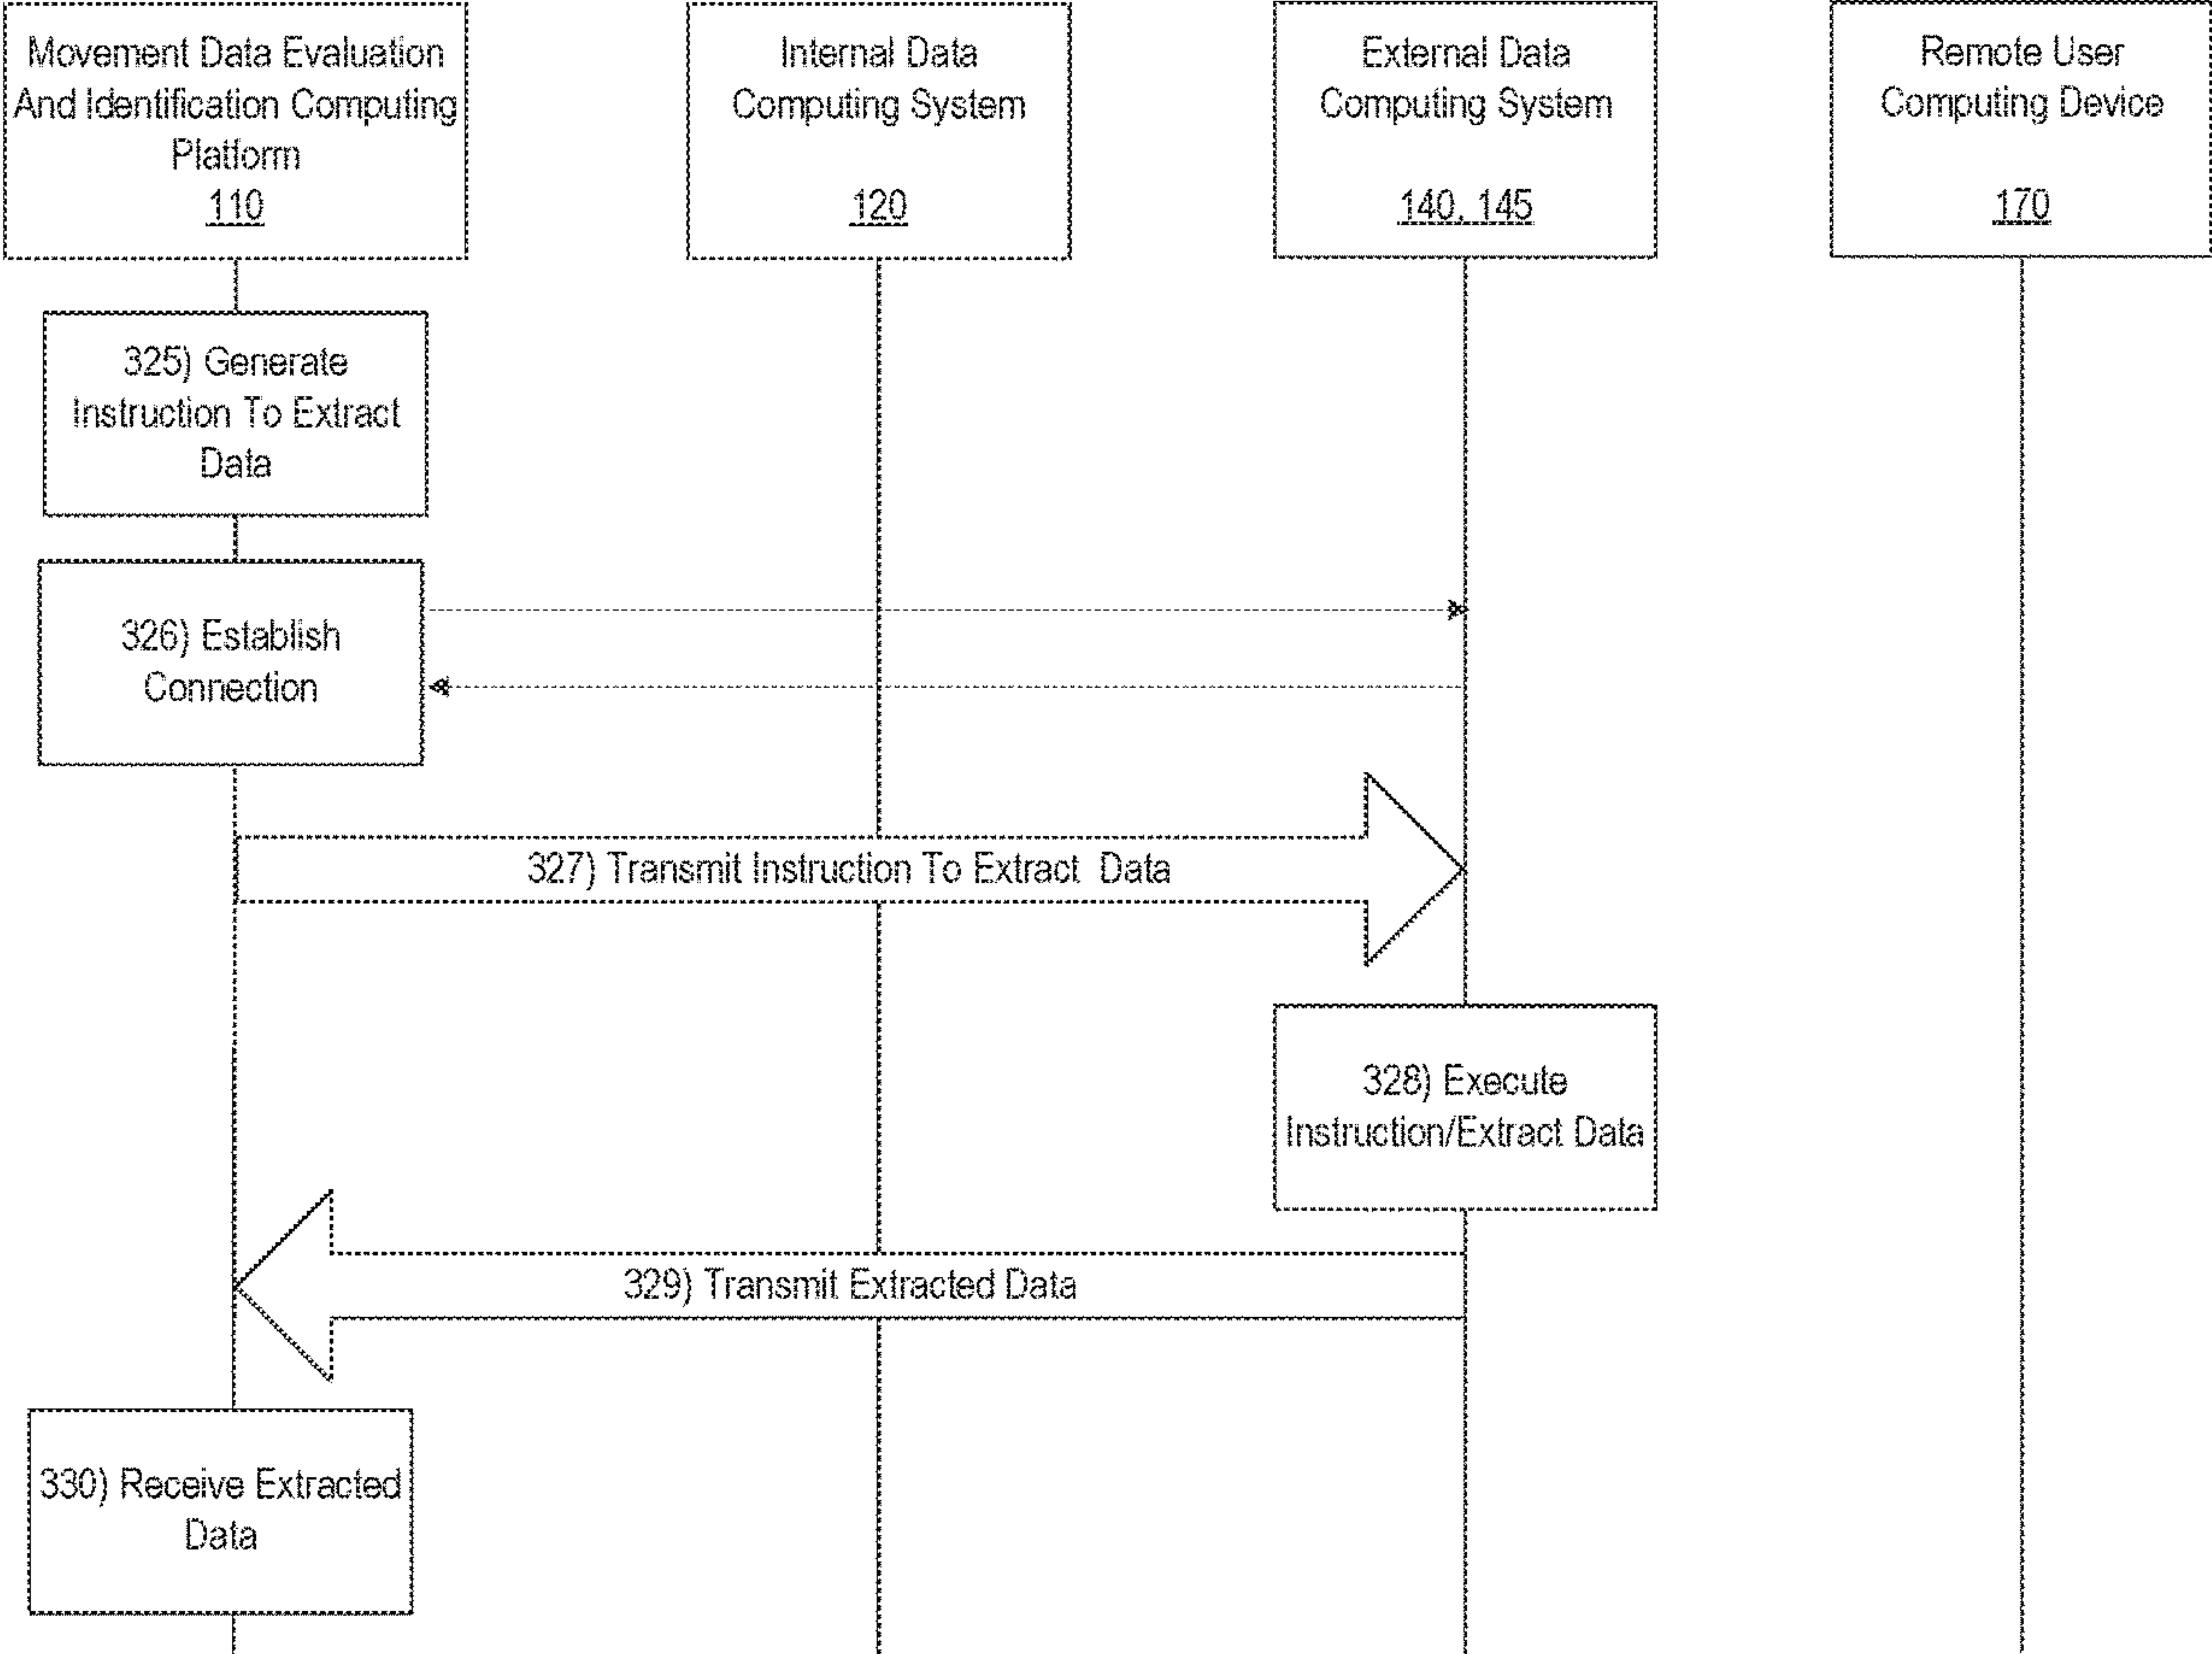 Movement Data Evaluation
And Identification Computing
Platform
110
Internal Data
Computing System
120
External Data
Computing System
140, 145
Remote User
Computing Device
170
325) Generate
Instruction To Extract
Data
326) Establish
Connection
327) Transmit Instruction To Extract Data
328) Execute
Instruction/Extract Data
329) Transmit Extracted Data
330) Receive Extracted
Data